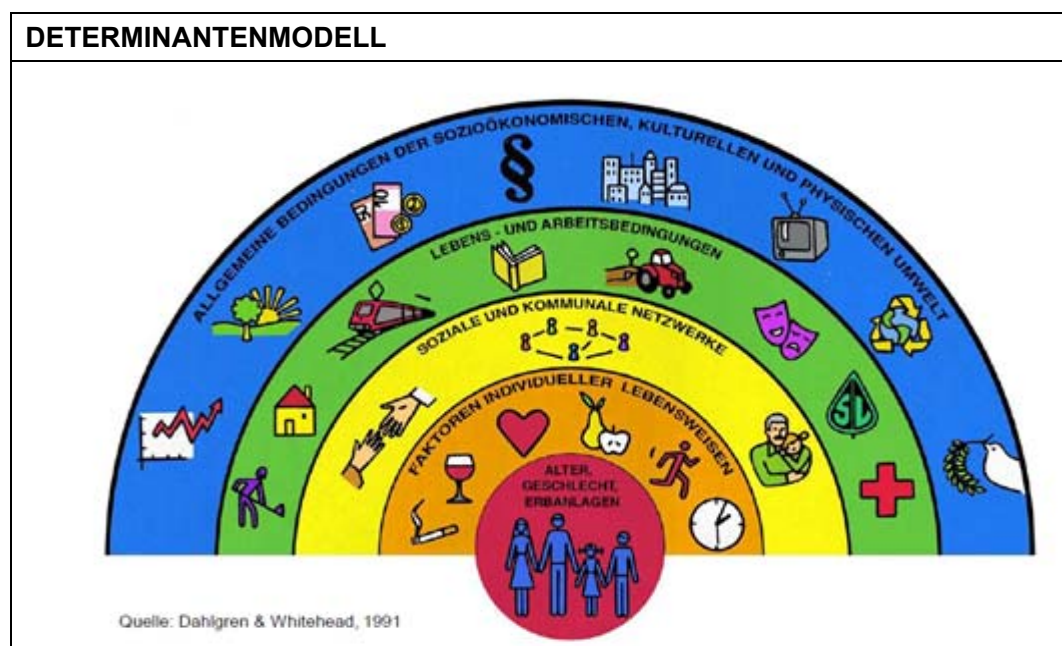 DETERMINANTENMODELL
ALLGEMEINE BEDINGUNGEN DER SOZIOÖKONOMISCHEN, KULTURELLEN UND PHYSISCHEN UMWELT
§
LEBENS - UND ARBEITSBEDINGUNGEN
SOZIALE UND KOMMUNALE NETZWERKE
FAKTOREN INDIVIDUELLER LEBENSWEISEN
ALTER,
GESCHLECHT,
ERBANLAGEN
Quelle: Dahlgren & Whitehead, 1991